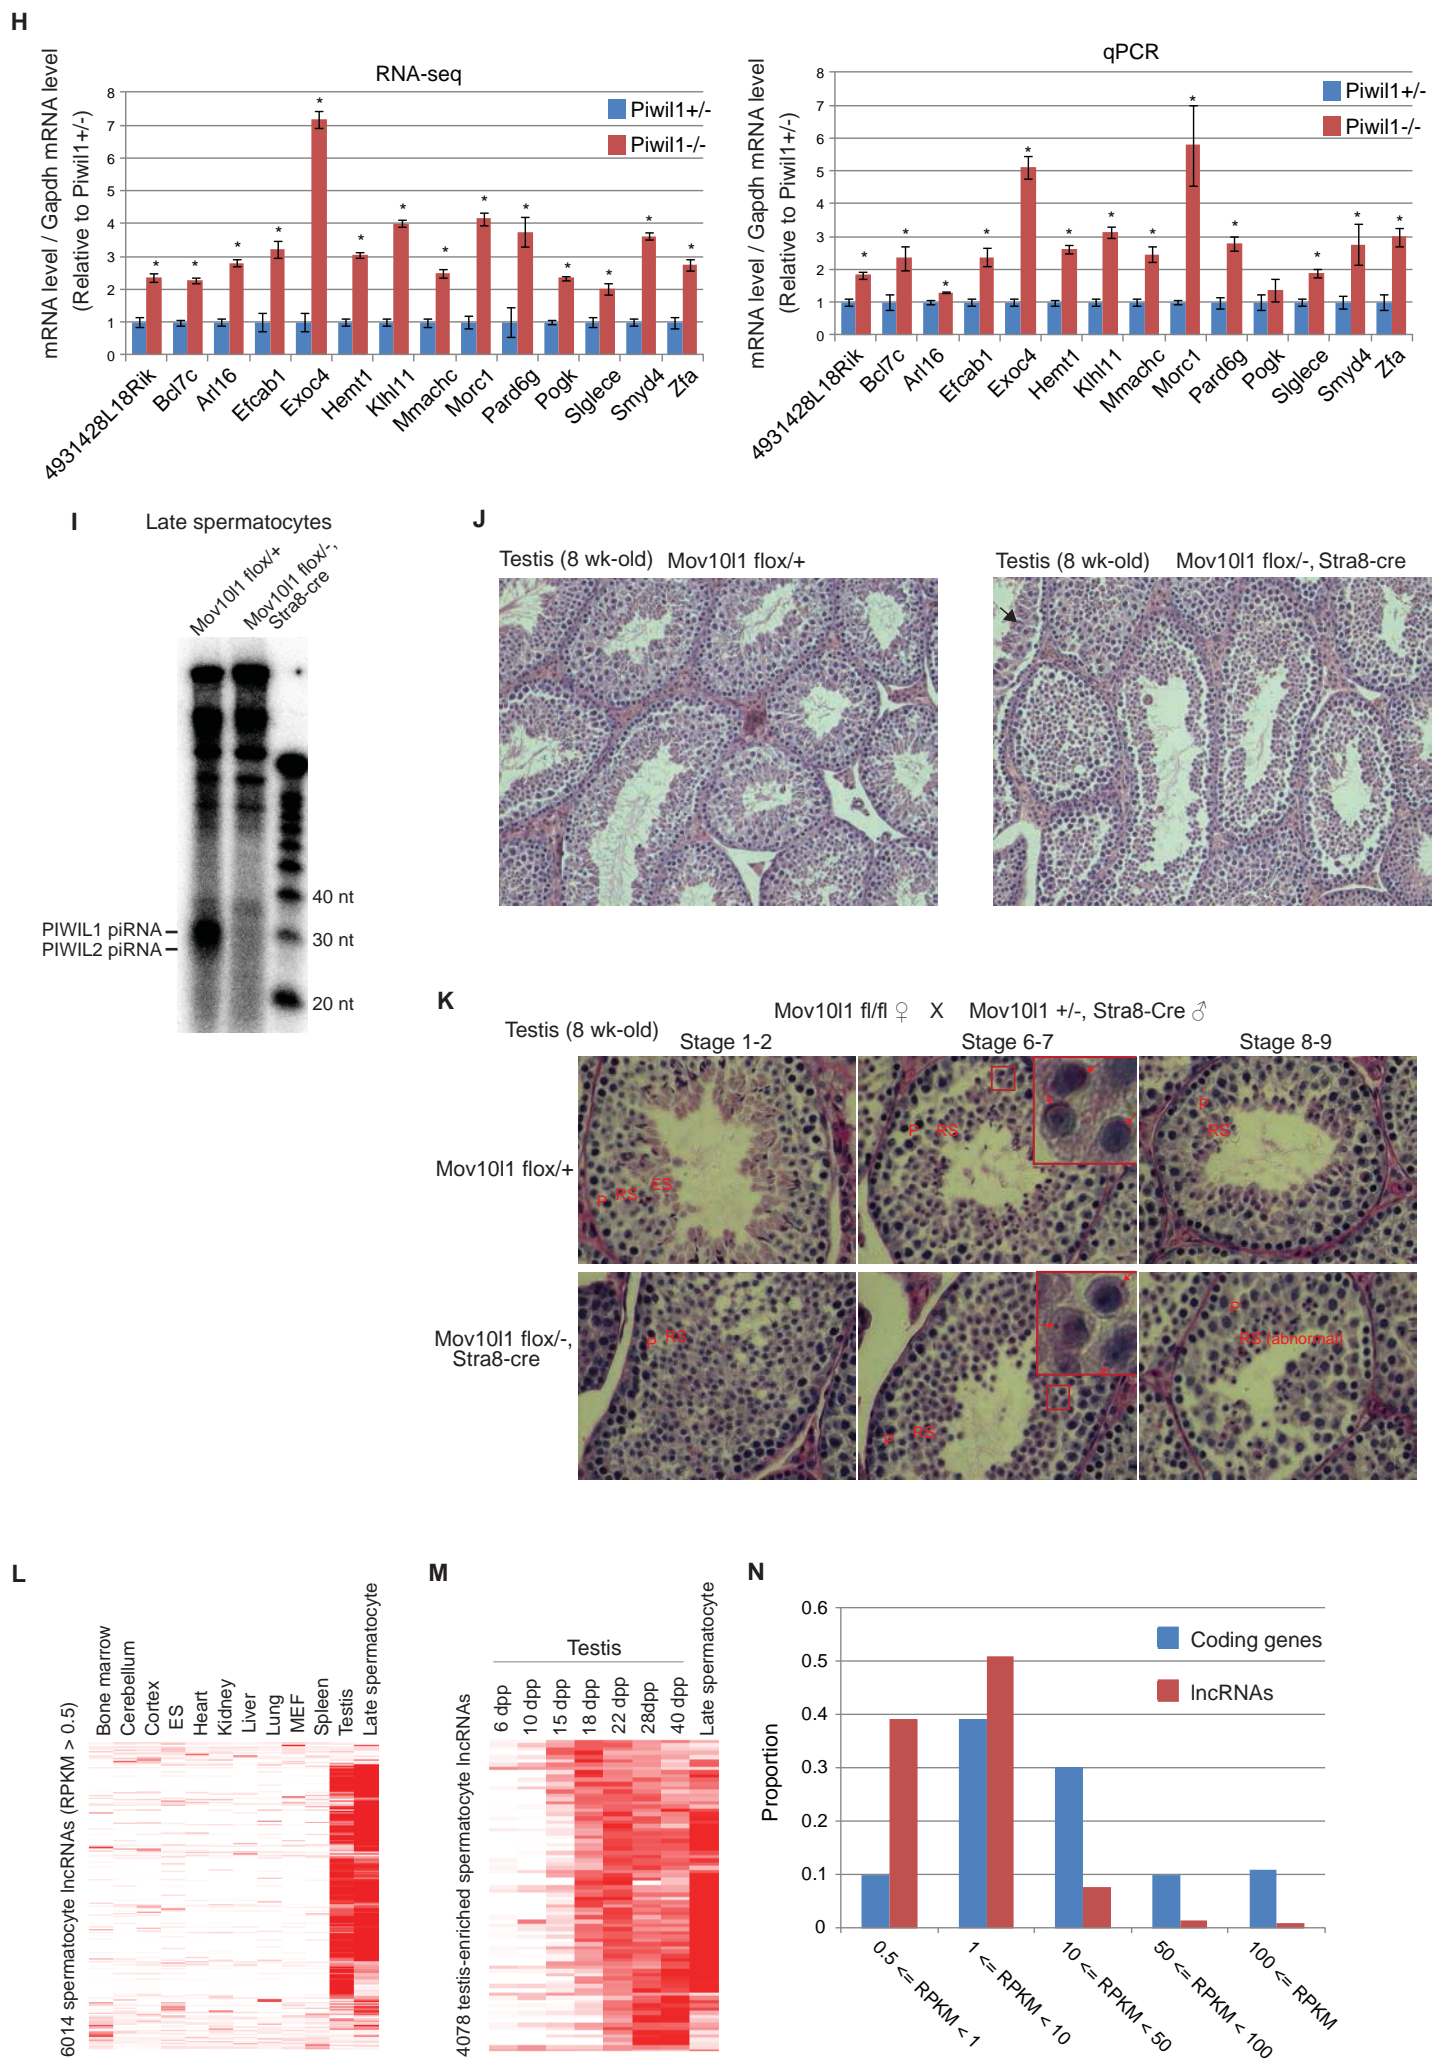 H
RNA-seq
mRNA level / Gapdh mRNA level
(Relative to Piwil1+/-)
8
7
6
5
4
3
2
1
0
Piwil1+/-
Piwil1-/-
* * * * * * * * * * * * * *
4931428L18Rik
Bcl7c
Arl16
Efcab1
Exoc4
Hemt1
Klhl11
Mmachc
Morc1
Pard6g
Pogk
Slglece
Smyd4
Zfa
qPCR
mRNA level / Gapdh mRNA level
(Relative to Piwil1+/-)
8
7
6
5
4
3
2
1
0
Piwil1+/-
Piwil1-/-
* * * * * * * * * * * * *
4931428L18Rik
Bcl7c
Arl16
Efcab1
Exoc4
Hemt1
Klhl11
Mmachc
Morc1
Pard6g
Pogk
Slglece
Smyd4
Zfa
I
Late spermatocytes
Mov10l1 flox/+
Mov10l1 flox/-,
Stra8-cre
40 nt
PIWIL1 piRNA
30 nt
PIWIL2 piRNA
20 nt
J
Testis (8 wk-old) Mov10l1 flox/+
Testis (8 wk-old) Mov10l1 flox/-, Stra8-cre
K
Mov10l1 fl/fl ♀ X Mov10l1 +/-, Stra8-Cre ♂
Testis (8 wk-old)
Stage 1-2
Stage 6-7
Stage 8-9
Mov10l1 flox/+
P RS ES
P RS
P
RS
Mov10l1 flox/-,
Stra8-cre
P RS
P RS
P
RS (abnormal)
L
6014 spermatocyte lncRNAs (RPKM > 0.5)
Bone marrow
Cerebellum
Cortex
ES
Heart
Kidney
Liver
Lung
MEF
Spleen
Testis
Late spermatocyte
M
Testis
4078 testis-enriched spermatocyte lncRNAs
6 dpp
10 dpp
15 dpp
18 dpp
22 dpp
28dpp
40 dpp
Late spermatocyte
N
Proportion
0.6
0.5
0.4
0.3
0.2
0.1
0
Coding genes
lncRNAs
0.5 <= RPKM < 1
1 <= RPKM < 10
10 <= RPKM < 50
50 <= RPKM < 100
100 <= RPKM